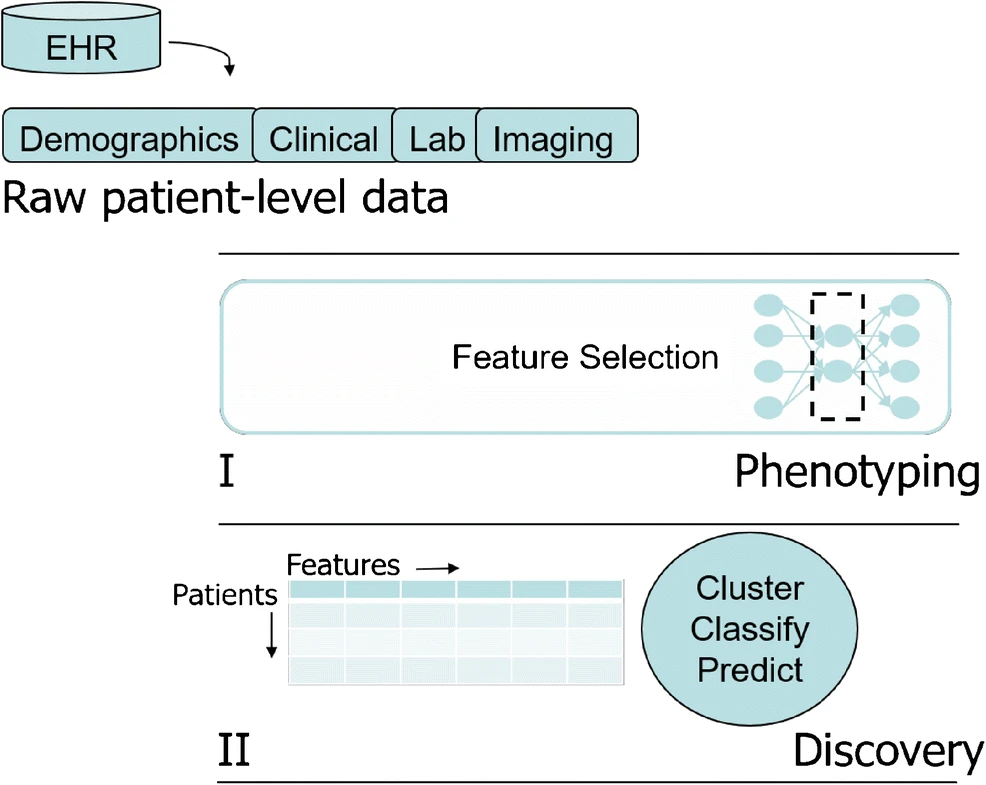 EHR
Demographics Clinical Lab Imaging
Raw patient-level data
Feature Selection
I Phenotyping
Features
Patients
Cluster
Classify
Predict
II Discovery